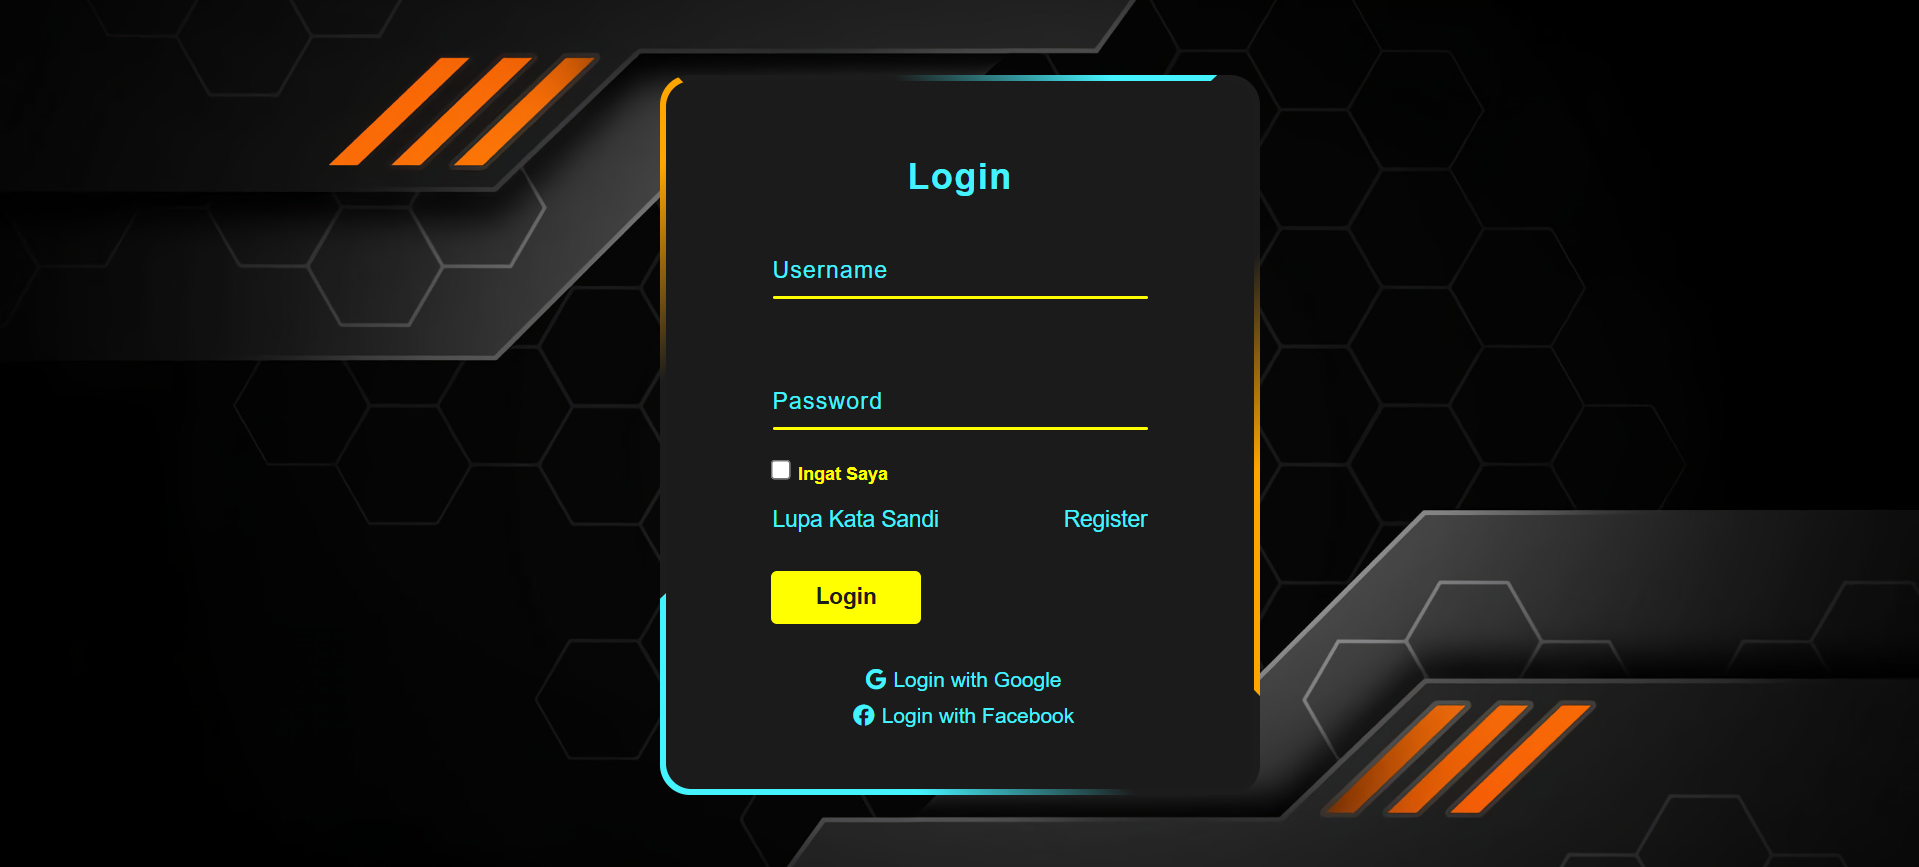 Login
Username
Password
Ingat Saya
Lupa Kata Sandi Register
Login
Login with Google
Login with Facebook